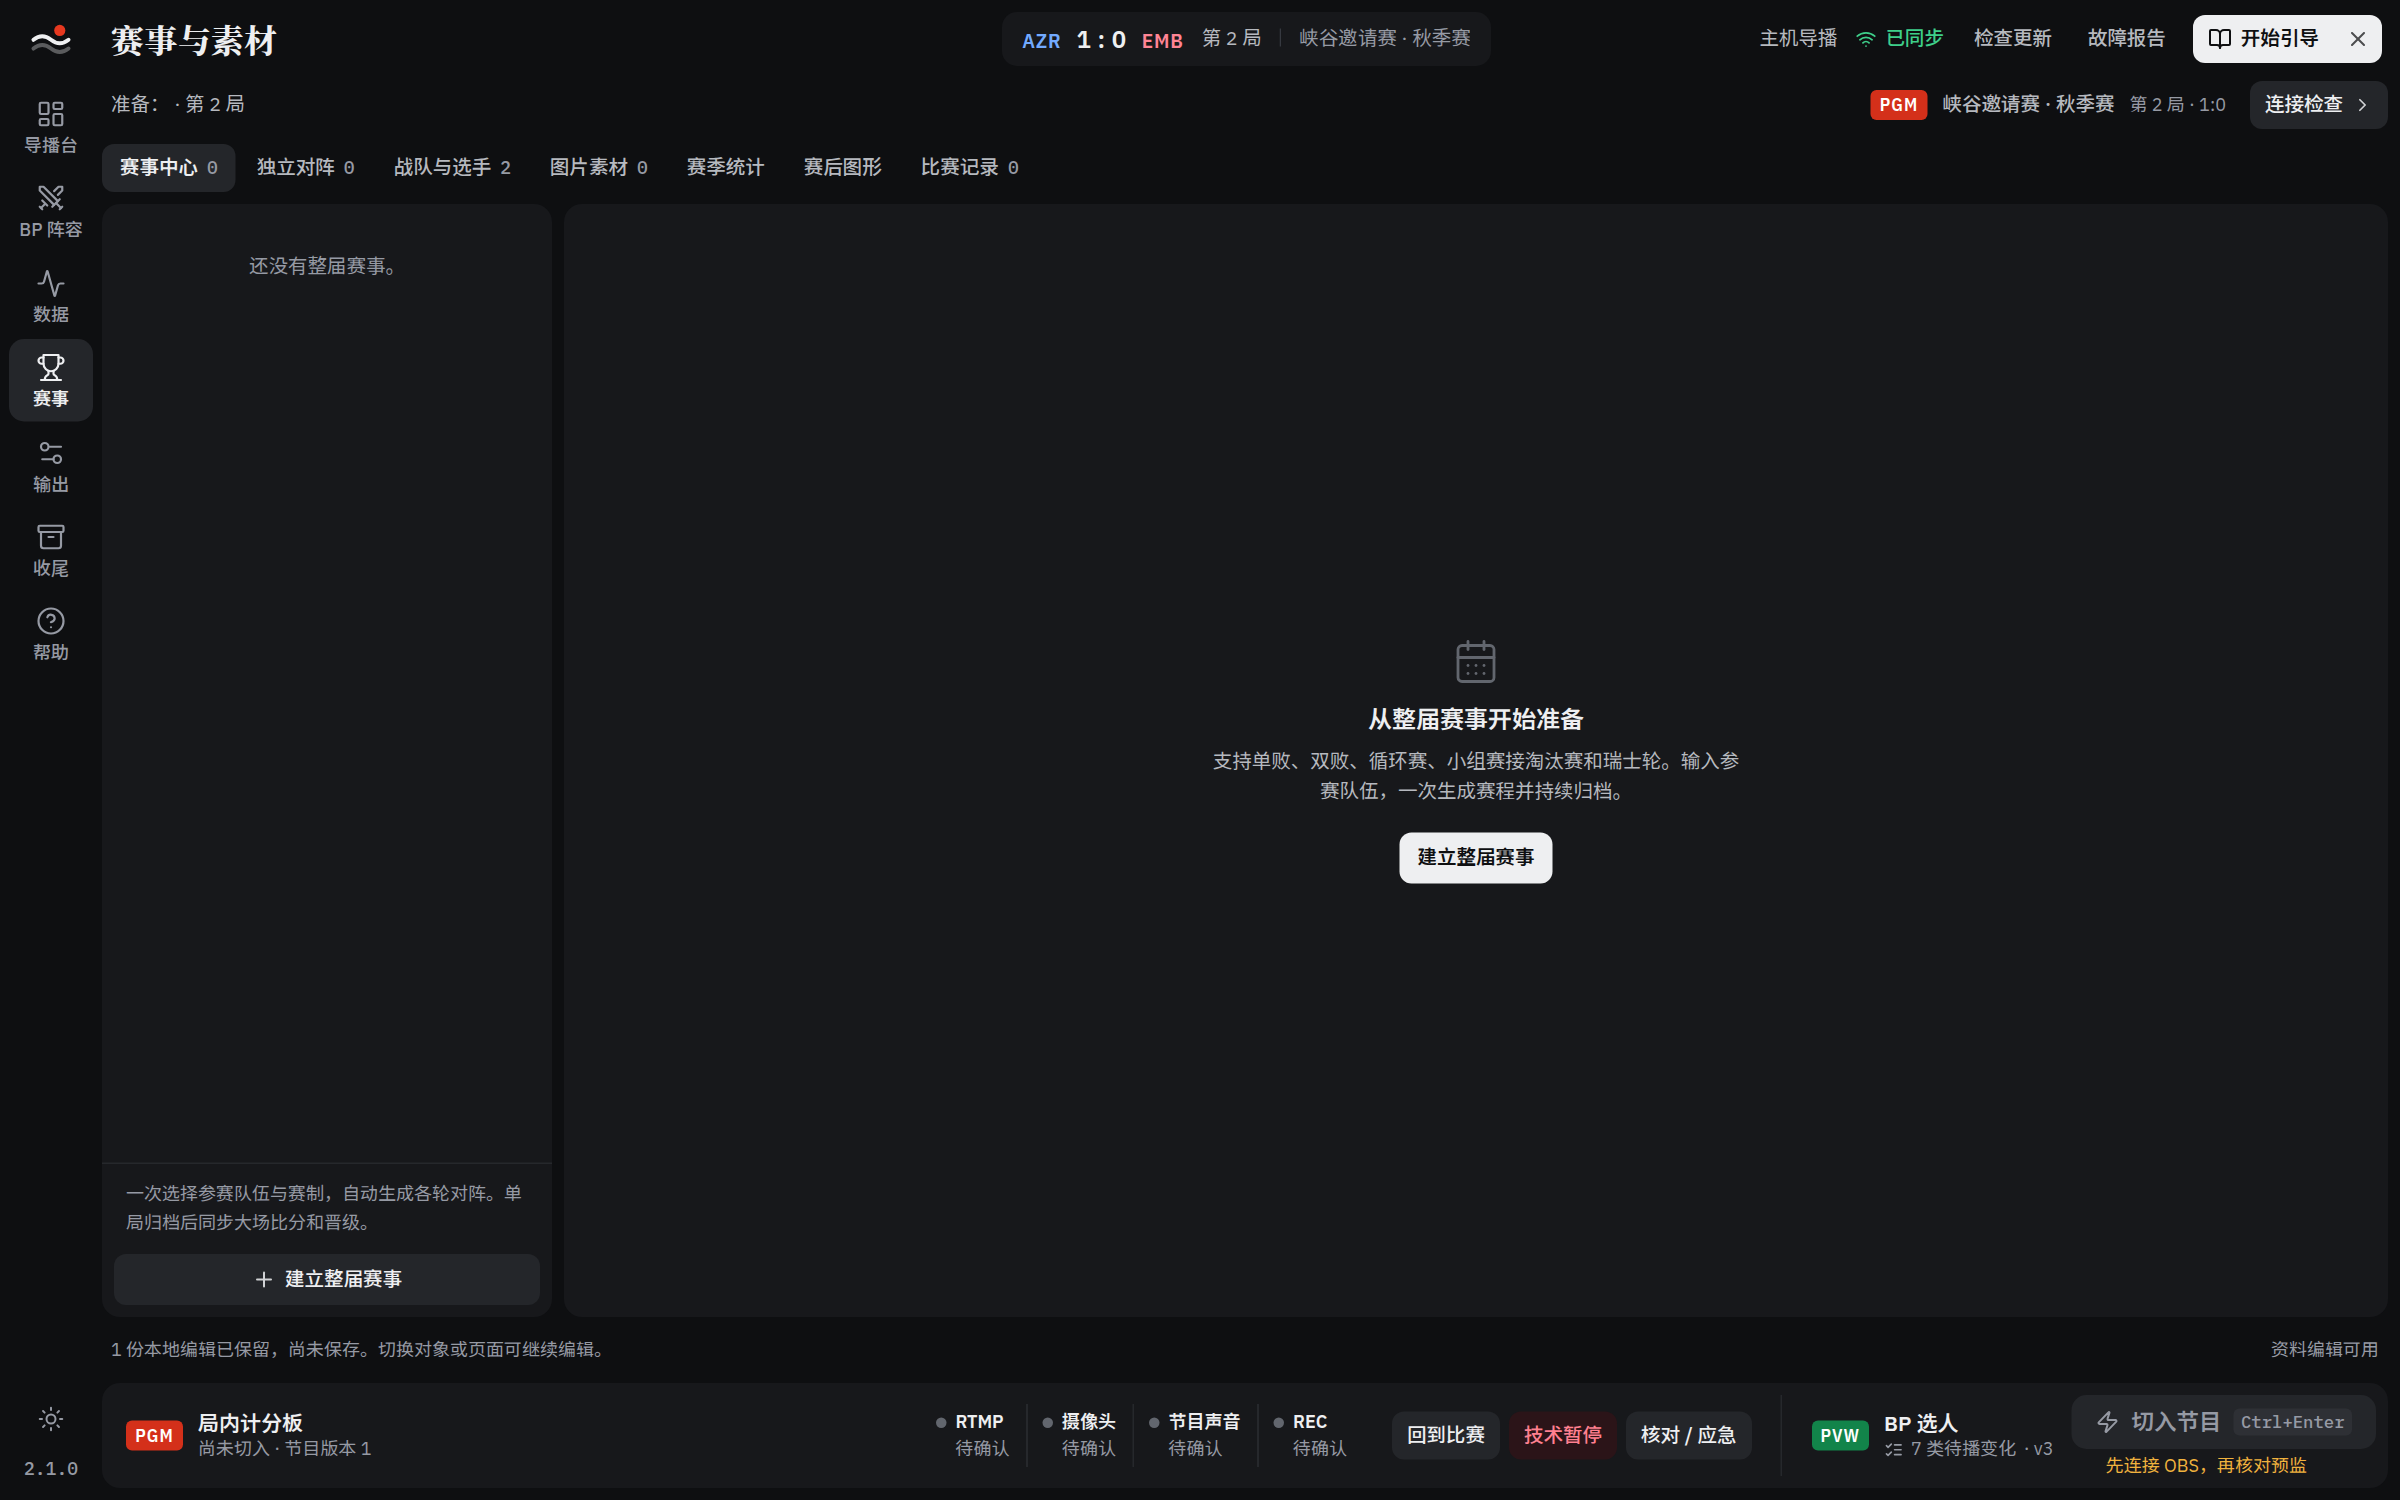 赛事与素材
AZR 1:0 EMB 第 2 局 峡谷邀请赛 · 秋季赛
主机导播 已同步 检查更新 故障报告 开始引导
准备： · 第 2 局
PGM 峡谷邀请赛 · 秋季赛 第 2 局 · 1:0 连接检查
导播台
BP 阵容
数据
赛事
输出
收尾
帮助
2.1.0
赛事中心 0 独立对阵 0 战队与选手 2 图片素材 0 赛季统计 赛后图形 比赛记录 0
还没有整届赛事。
从整届赛事开始准备
支持单败、双败、循环赛、小组赛接淘汰赛和瑞士轮。输入参
赛队伍，一次生成赛程并持续归档。
建立整届赛事
一次选择参赛队伍与赛制，自动生成各轮对阵。单
局归档后同步大场比分和晋级。
建立整届赛事
1 份本地编辑已保留，尚未保存。切换对象或页面可继续编辑。
资料编辑可用
PGM 局内计分板
尚未切入 · 节目版本 1
RTMP 待确认
摄像头 待确认
节目声音 待确认
REC 待确认
回到比赛 技术暂停 核对 / 应急
PVW BP 选人
7 类待播变化 · v3
切入节目 Ctrl+Enter
先连接 OBS，再核对预监